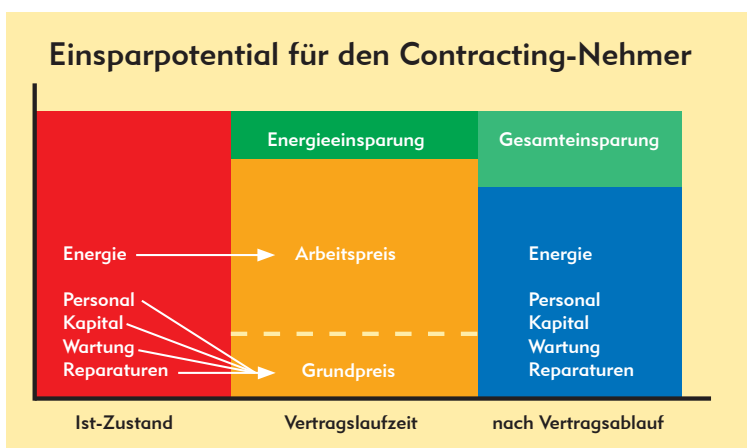 Einsparpotential für den Contracting-Nehmer
Energieeinsparung
Gesamteinsparung
Energie
Arbeitspreis
Energie
Personal
Kapital
Wartung
Reparaturen
Grundpreis
Personal
Kapital
Wartung
Reparaturen
Ist-Zustand
Vertragslaufzeit
nach Vertragsablauf